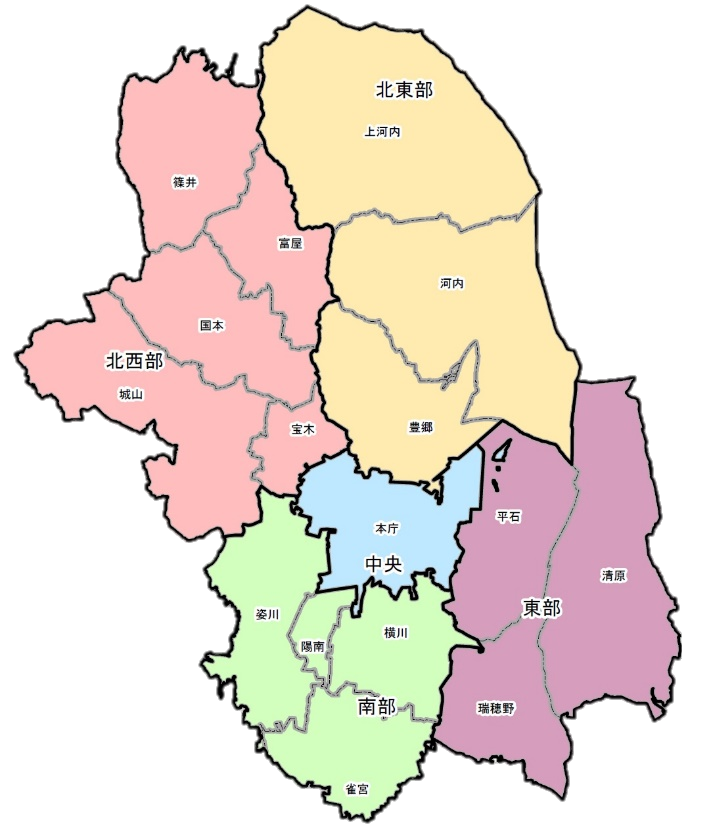 北東部
上河内
篠井
富屋
河内
国本
北西部
城山
宝木
豊郷
平石
本庁
中央
清原
東部
姿川
横川
陽南
南部
瑞穂野
雀宮